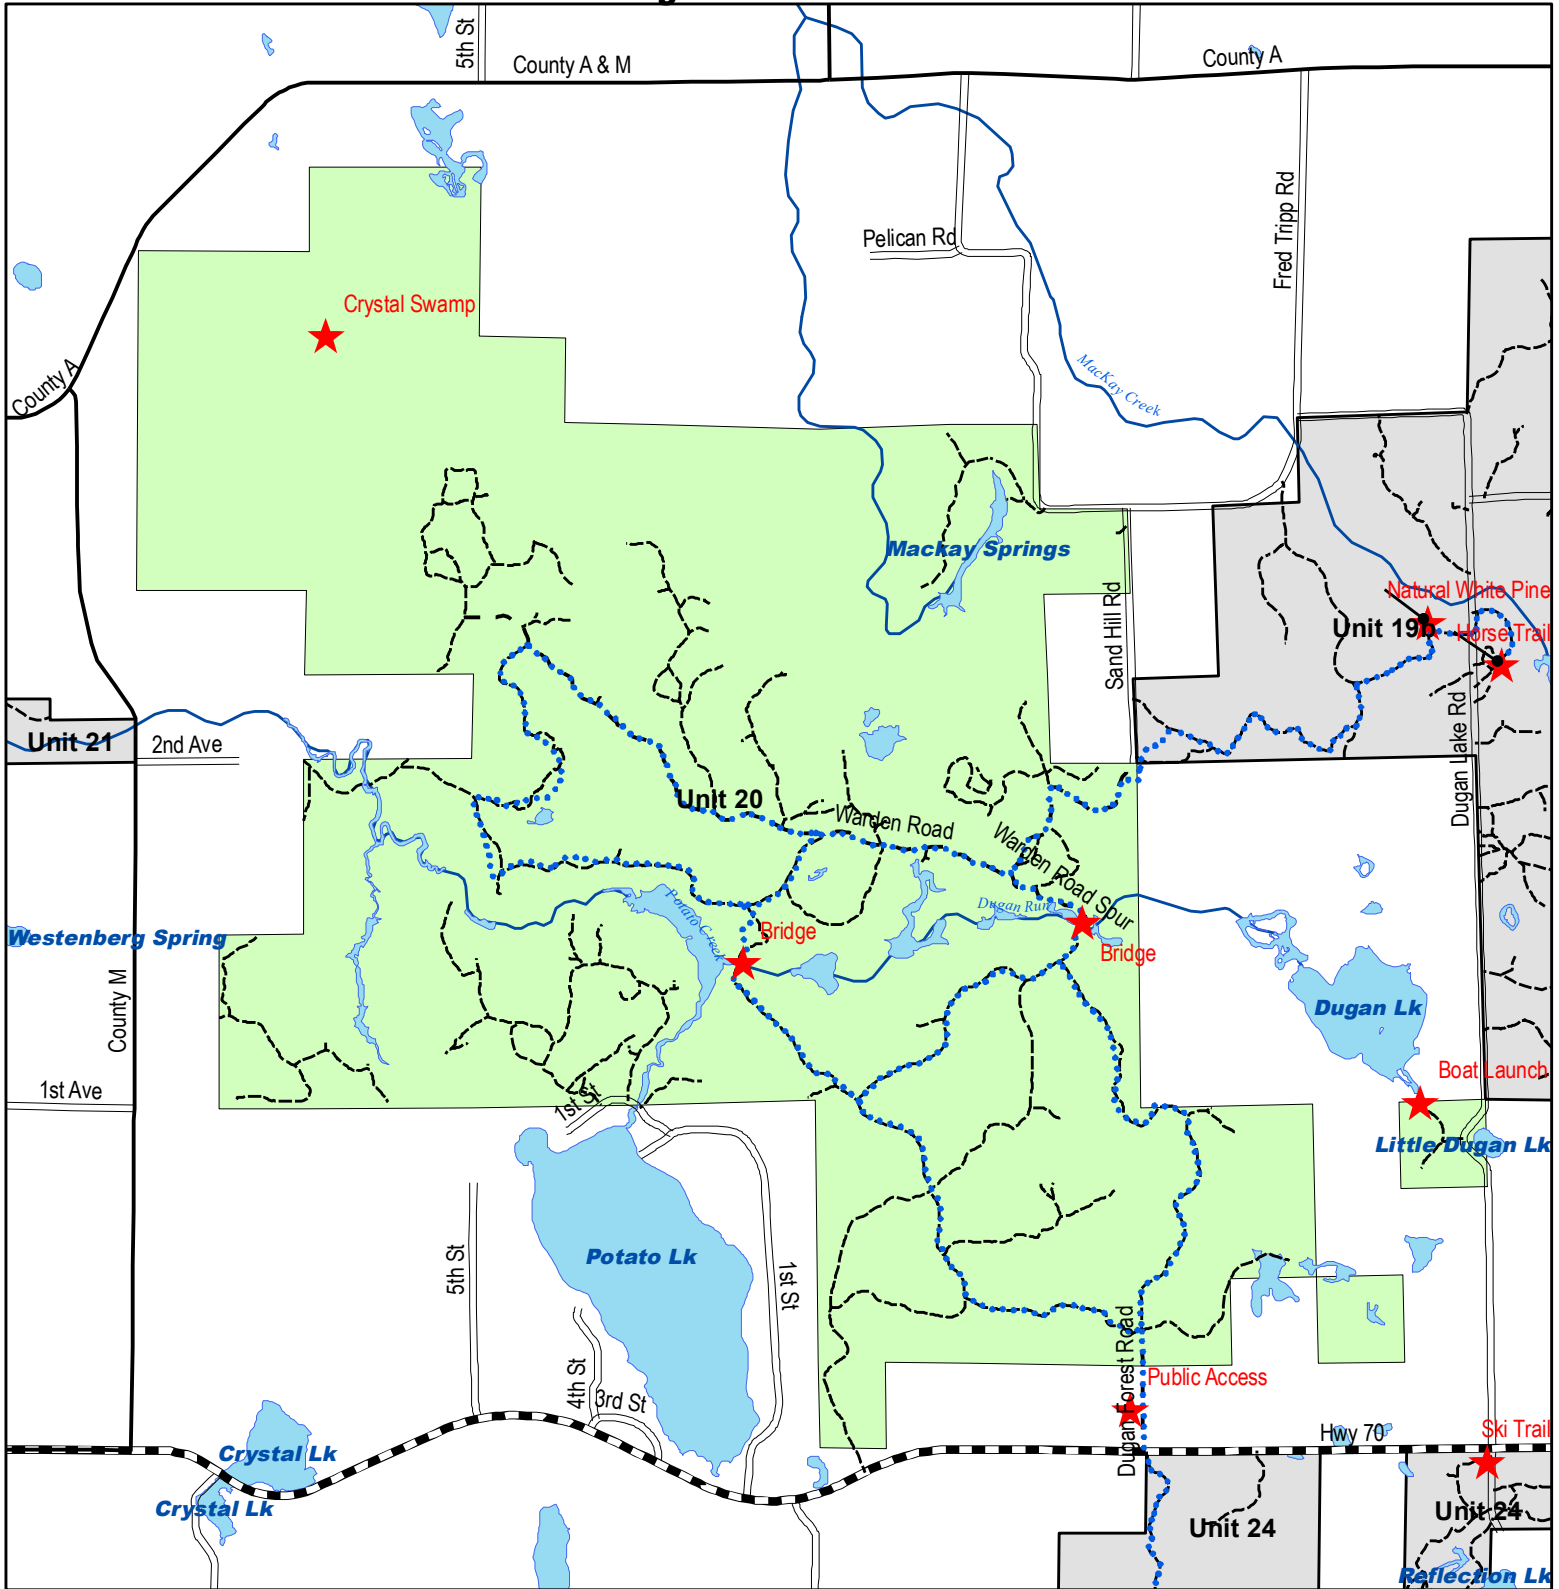 5th St
County A & M
County A
Pelican Rd
Fred Tripp Rd
Crystal Swamp
County A
MacKay Creek
Mackay Springs
Sand Hill Rd
Natural White Pine
Unit 19b
Horse Trail
Dugan Lake Rd
Unit 21
2nd Ave
Unit 20
Warden Road
Warden Road Spur
Potato Creek
Dugan Run
Westenberg Spring
Bridge
Bridge
County M
Dugan Lk
Boat Launch
1st Ave
1st St
Little Dugan Lk
5th St
Potato Lk
1st St
4th St
3rd St
Dugan Forest Road
Public Access
Hwy 70
Ski Trail
Crystal Lk
Crystal Lk
Unit 24
Unit 24
Reflection Lk